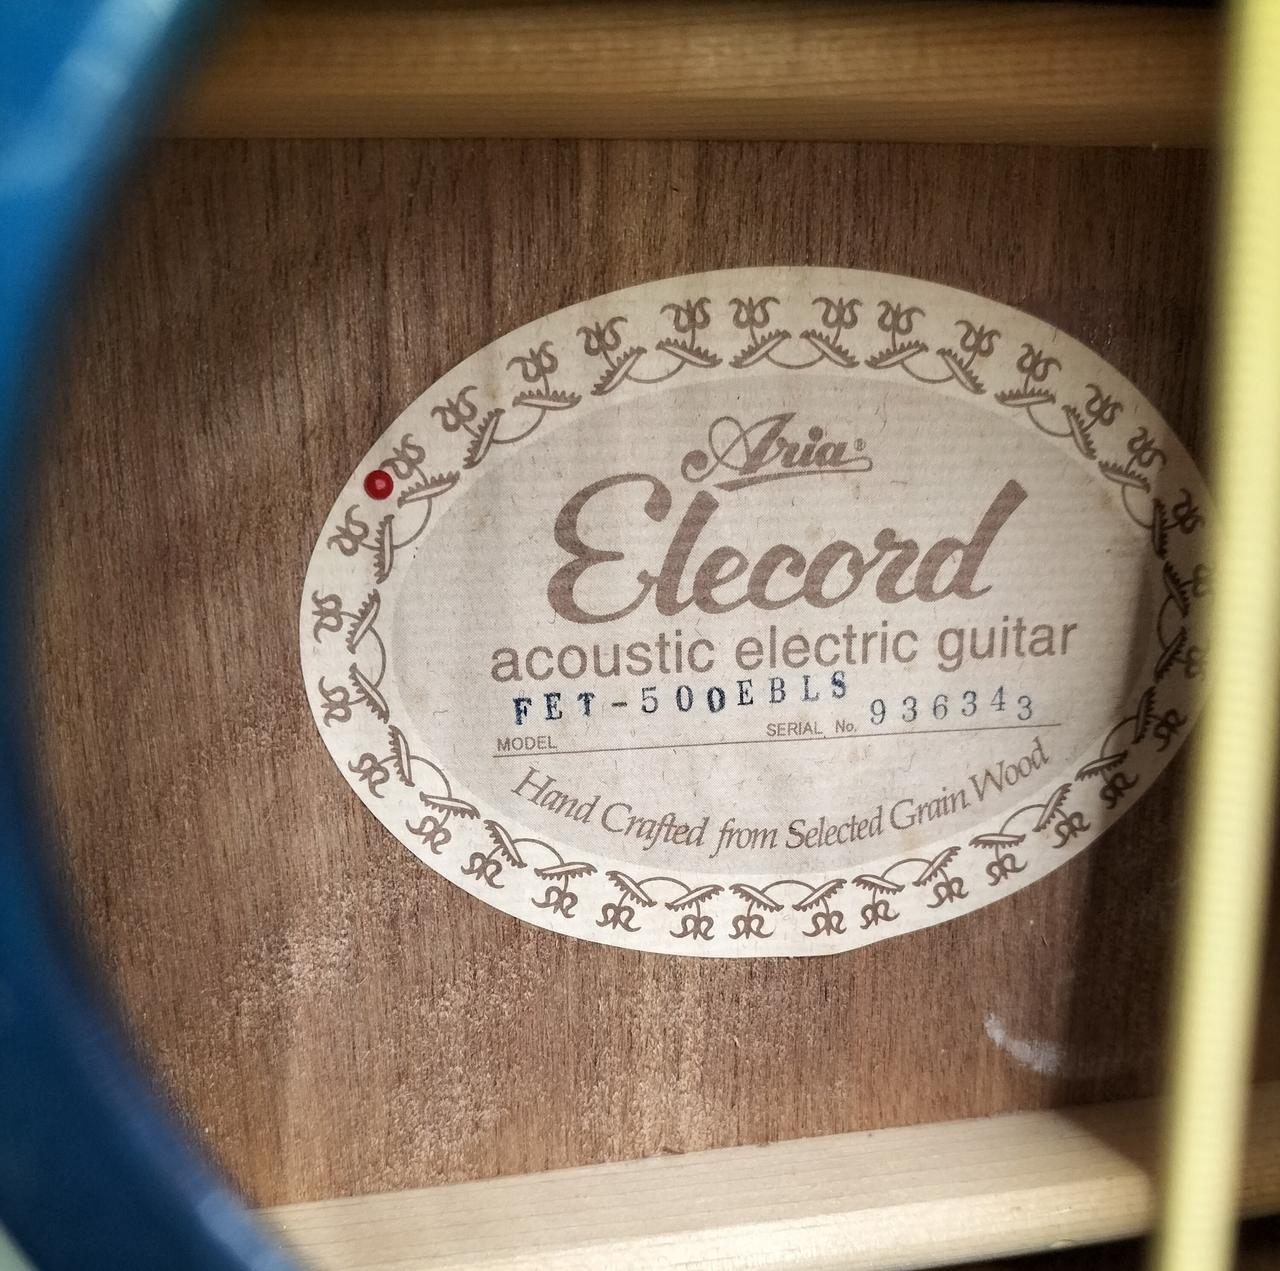 Aria®
Elecord
acoustic electric guitar
FET-500EBLS 936343
MODEL SERIAL No.
Hand Crafted from Selected Grain Wood